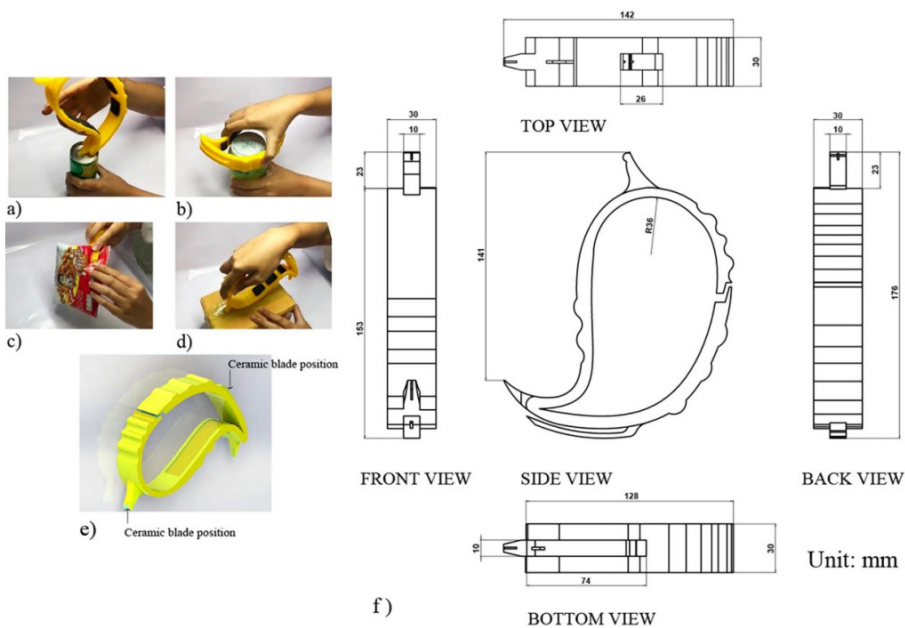 142
30
26
TOP VIEW
a)
b)
c)
d)
Ceramic blade position
Ceramic blade position
e)
30
10
23
153
FRONT VIEW
141
R36
SIDE VIEW
30
10
23
176
BACK VIEW
128
10
30
74
BOTTOM VIEW
Unit: mm
f)